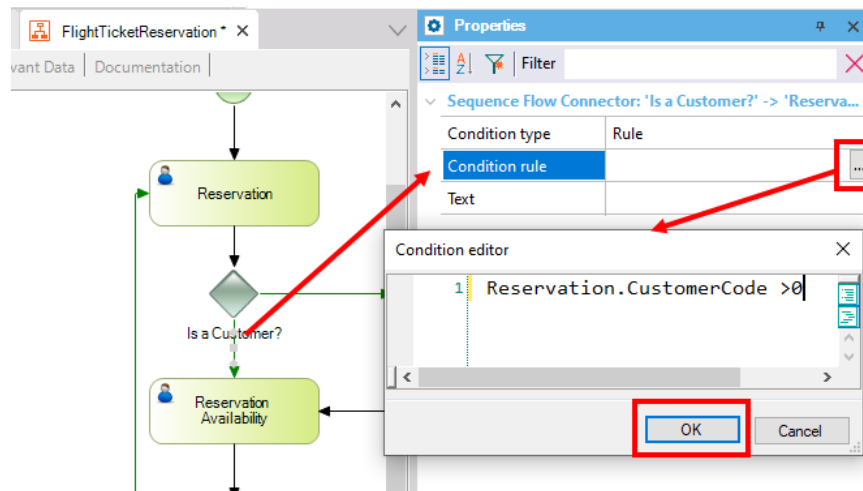 FlightTicketReservation *
vant Data | Documentation
Reservation
Is a Customer?
Reservation
Availability
Properties
Filter
Sequence Flow Connector: 'Is a Customer?' -> 'Reserva...
Condition type Rule
Condition rule ...
Text
Condition editor
1 Reservation.CustomerCode >0
OK Cancel